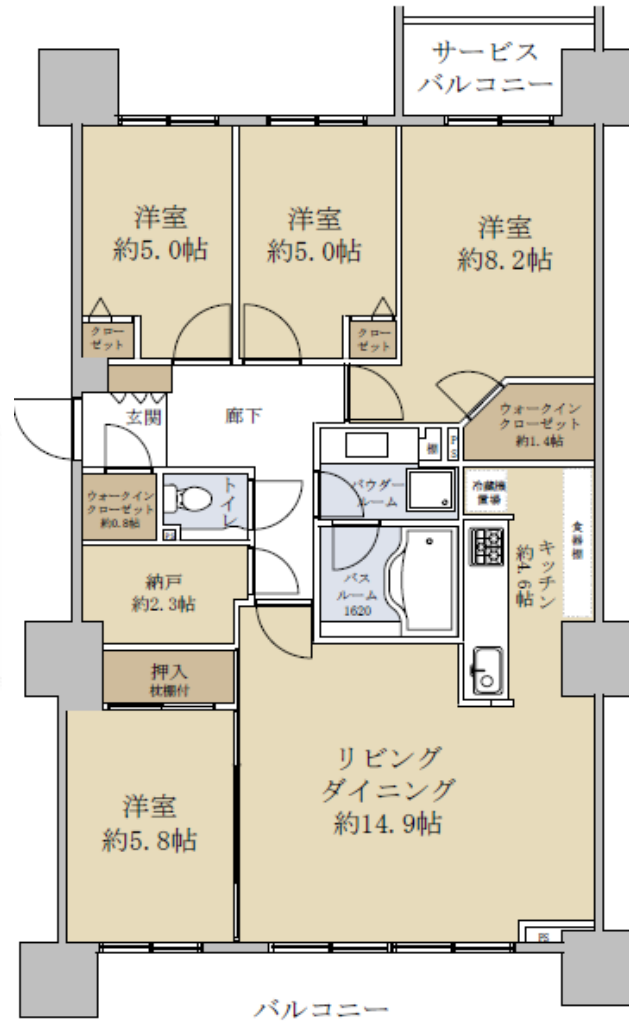 サービス
バルコニー
洋室
約5.0帖
洋室
約5.0帖
洋室
約8.2帖
クロー
ゼット
クロー
ゼット
玄関
廊下
ウォークイン
クローゼット
約1.4帖
棚
PS
ウォークイン
クローゼット
約0.8帖
トイレ
PS
パウダー
ルーム
冷蔵機
置場
食器棚
キッチン
約4.6帖
納戸
約2.3帖
バス
ルーム
1620
押入
枕棚付
リビング
ダイニング
約14.9帖
洋室
約5.8帖
PS
バルコニー